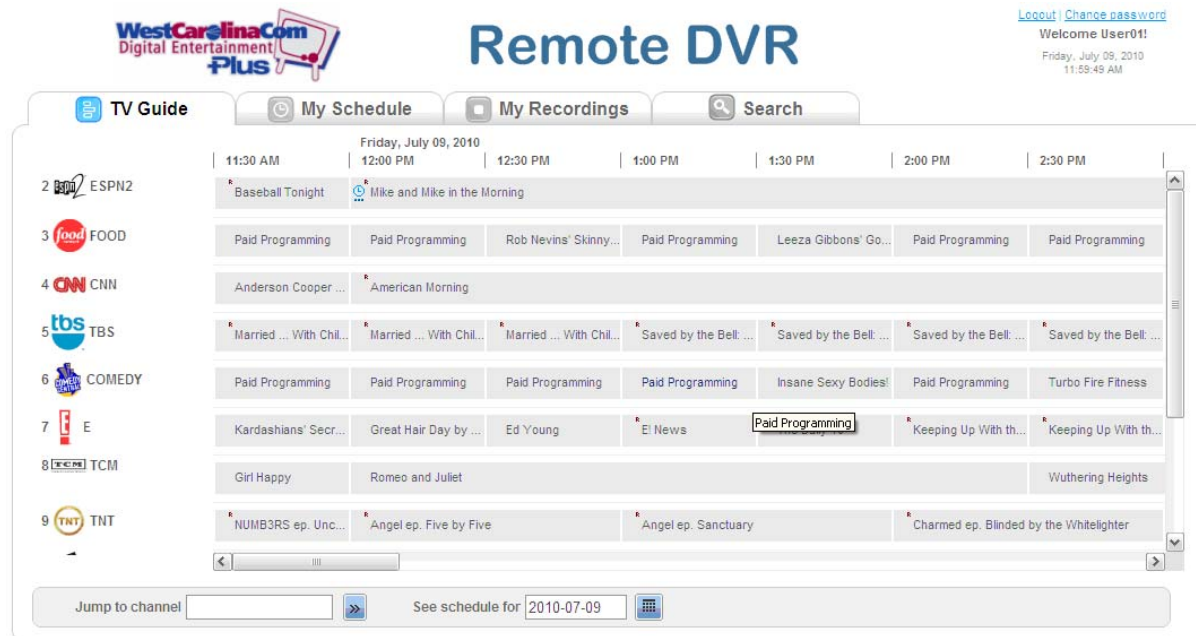 WestCarolinaCom
Digital Entertainment
Plus
Remote DVR
Logout | Change password
Welcome User01!
Friday, July 09, 2010
11:59:49 AM
TV Guide
My Schedule
My Recordings
Search
Friday, July 09, 2010
11:30 AM 12:00 PM 12:30 PM 1:00 PM 1:30 PM 2:00 PM 2:30 PM
2 ESPN2 ESPN2 R Baseball Tonight R Mike and Mike in the Morning
3 food FOOD Paid Programming Paid Programming Rob Nevins' Skinny... Paid Programming Leeza Gibbons' Go... Paid Programming Paid Programming
4 CNN CNN Anderson Cooper ... R American Morning
5 tbs TBS R Married ... With Chil... R Married ... With Chil... R Married ... With Chil... R Saved by the Bell: ... R Saved by the Bell: ... R Saved by the Bell: ... R Saved by the Bell: ...
6 COMEDY CENTRAL COMEDY Paid Programming Paid Programming Paid Programming Paid Programming Insane Sexy Bodies! Paid Programming Turbo Fire Fitness
Paid Programming
7 E E Kardashians' Secr... Great Hair Day by ... Ed Young R E! News R Keeping Up With th... R Keeping Up With th...
8 TCM TCM Girl Happy Romeo and Juliet Wuthering Heights
9 TNT TNT R NUMB3RS ep. Unc... R Angel ep. Five by Five R Angel ep. Sanctuary R Charmed ep. Blinded by the Whitelighter
Jump to channel » See schedule for 2010-07-09